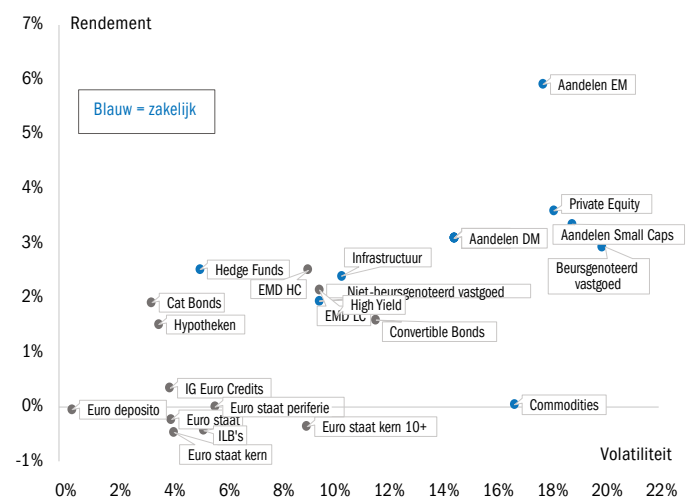 7%
Rendement
6%
Aandelen EM
Blauw = zakelijk
5%
4%
Private Equity
3%
Aandelen DM
Aandelen Small Caps
Infrastructuur
Hedge Funds
Beursgenoteerd
vastgoed
EMD HC
Niet-beursgenoteerd vastgoed
2%
Cat Bonds
High Yield
EMD LC
Hypotheken
Convertible Bonds
1%
IG Euro Credits
0%
Euro deposito
Euro staat periferie
Commodities
Euro staat
Euro staat kern 10+
ILB's
Euro staat kern
Volatiliteit
-1%
0%
2%
4%
6%
8%
10%
12%
14%
16%
18%
20%
22%